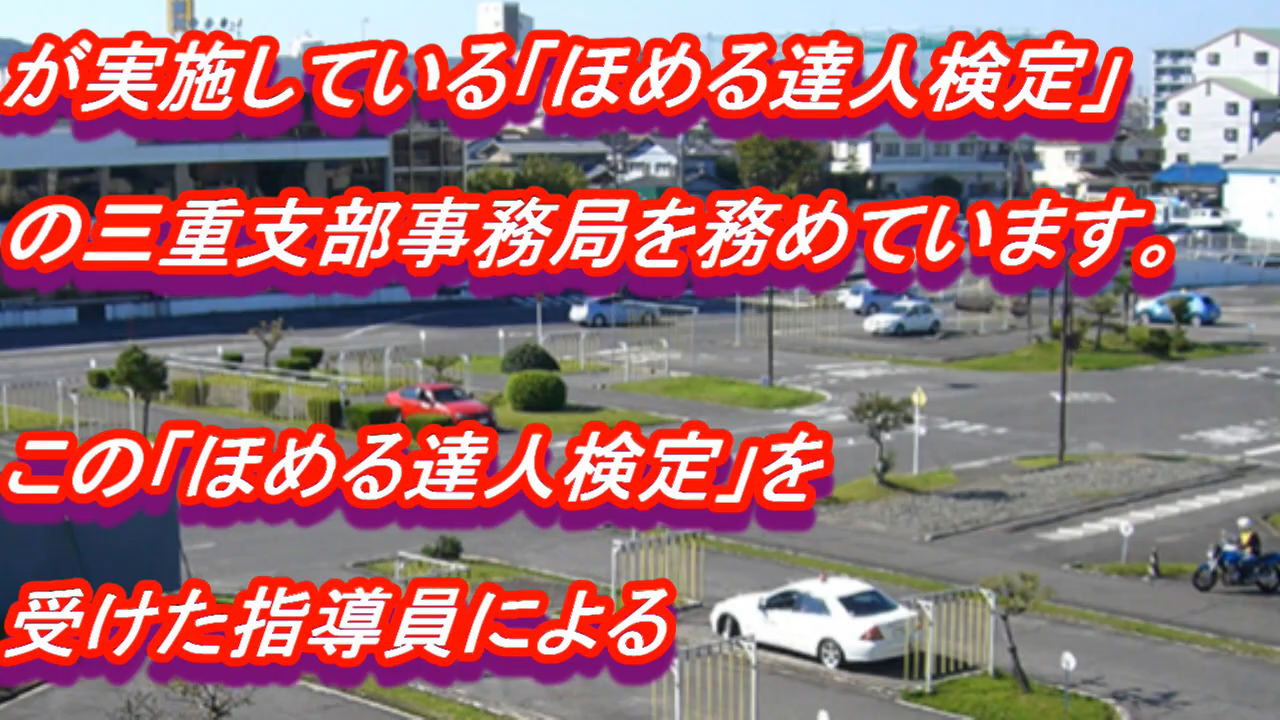 が実施している「ほめる達人検定」
の三重支部事務局を務めています。
この「ほめる達人検定」を
受けた指導員による